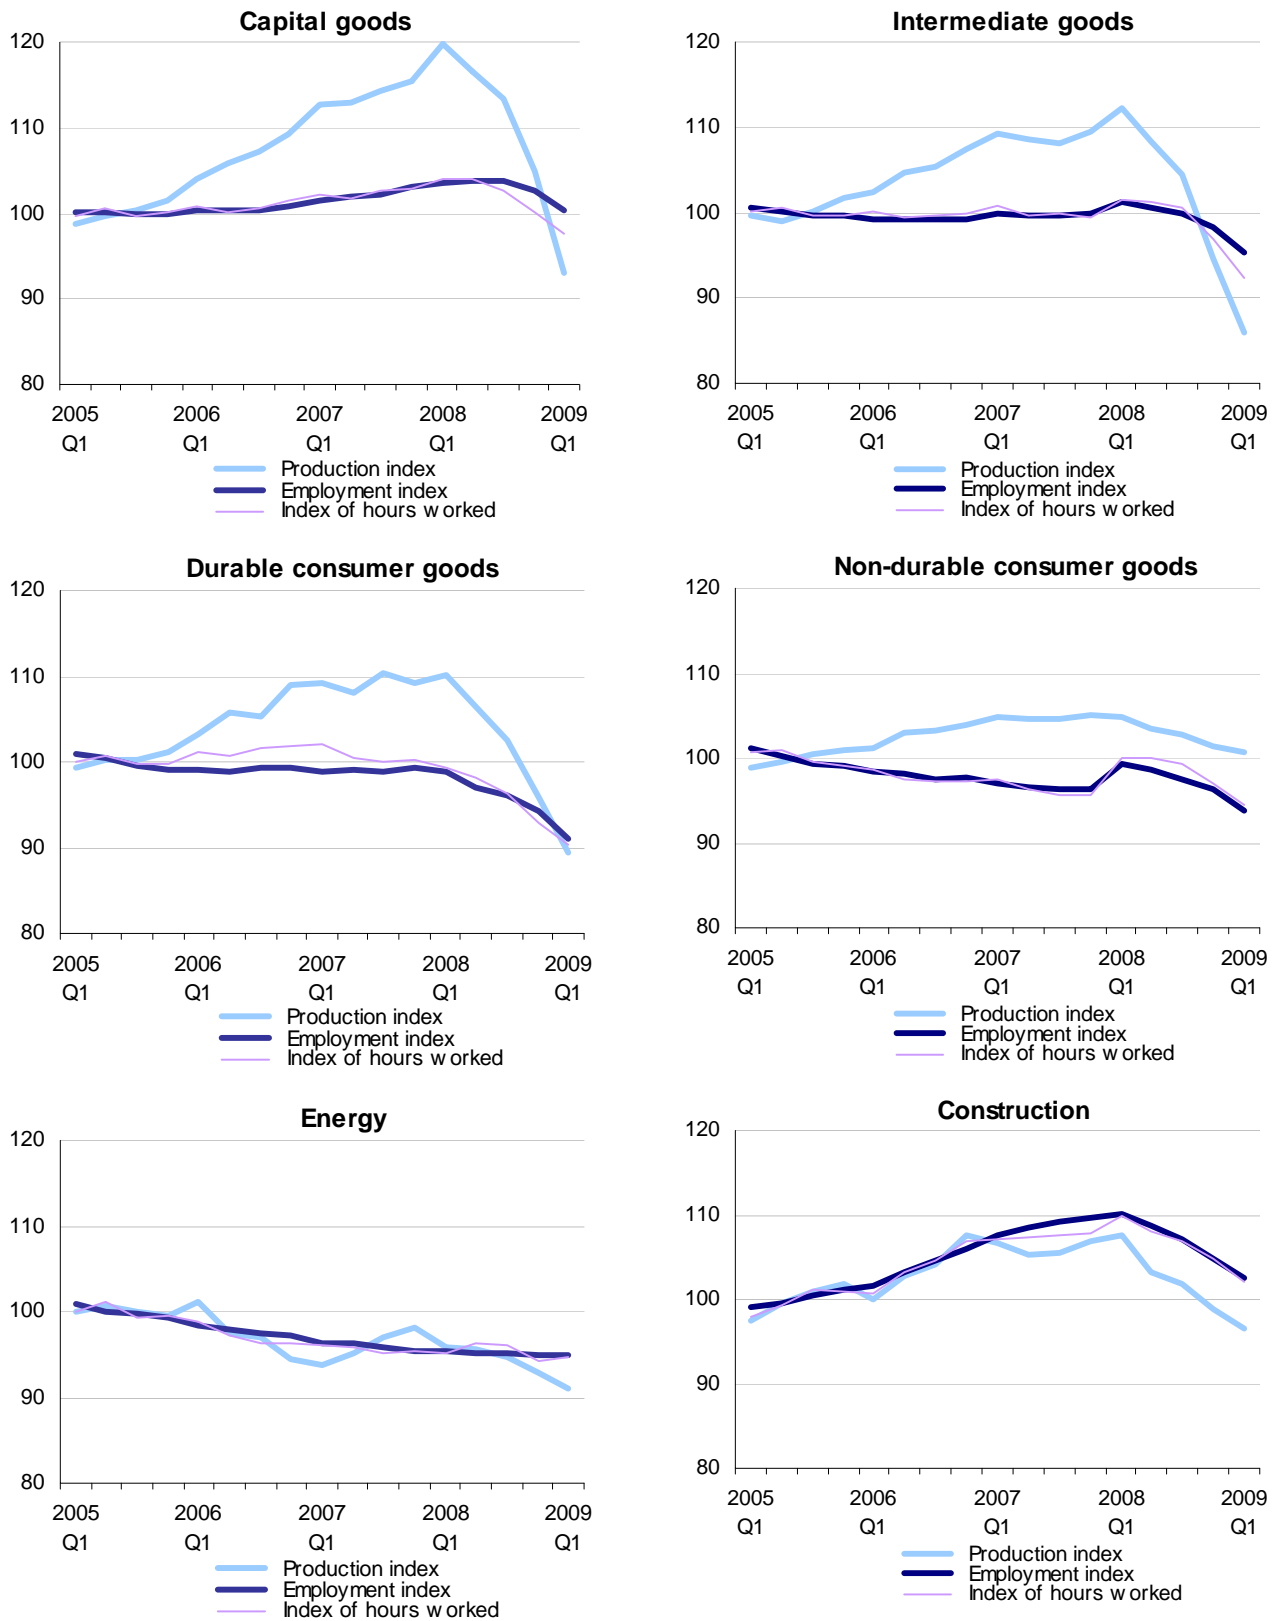 Capital goods
120
110
100
90
80
2005 2006 2007 2008 2009
Q1 Q1 Q1 Q1 Q1
Production index
Employment index
Index of hours worked
Intermediate goods
120
110
100
90
80
2005 2006 2007 2008 2009
Q1 Q1 Q1 Q1 Q1
Production index
Employment index
Index of hours worked
Durable consumer goods
120
110
100
90
80
2005 2006 2007 2008 2009
Q1 Q1 Q1 Q1 Q1
Production index
Employment index
Index of hours worked
Non-durable consumer goods
120
110
100
90
80
2005 2006 2007 2008 2009
Q1 Q1 Q1 Q1 Q1
Production index
Employment index
Index of hours worked
Energy
120
110
100
90
80
2005 2006 2007 2008 2009
Q1 Q1 Q1 Q1 Q1
Production index
Employment index
Index of hours worked
Construction
120
110
100
90
80
2005 2006 2007 2008 2009
Q1 Q1 Q1 Q1 Q1
Production index
Employment index
Index of hours worked